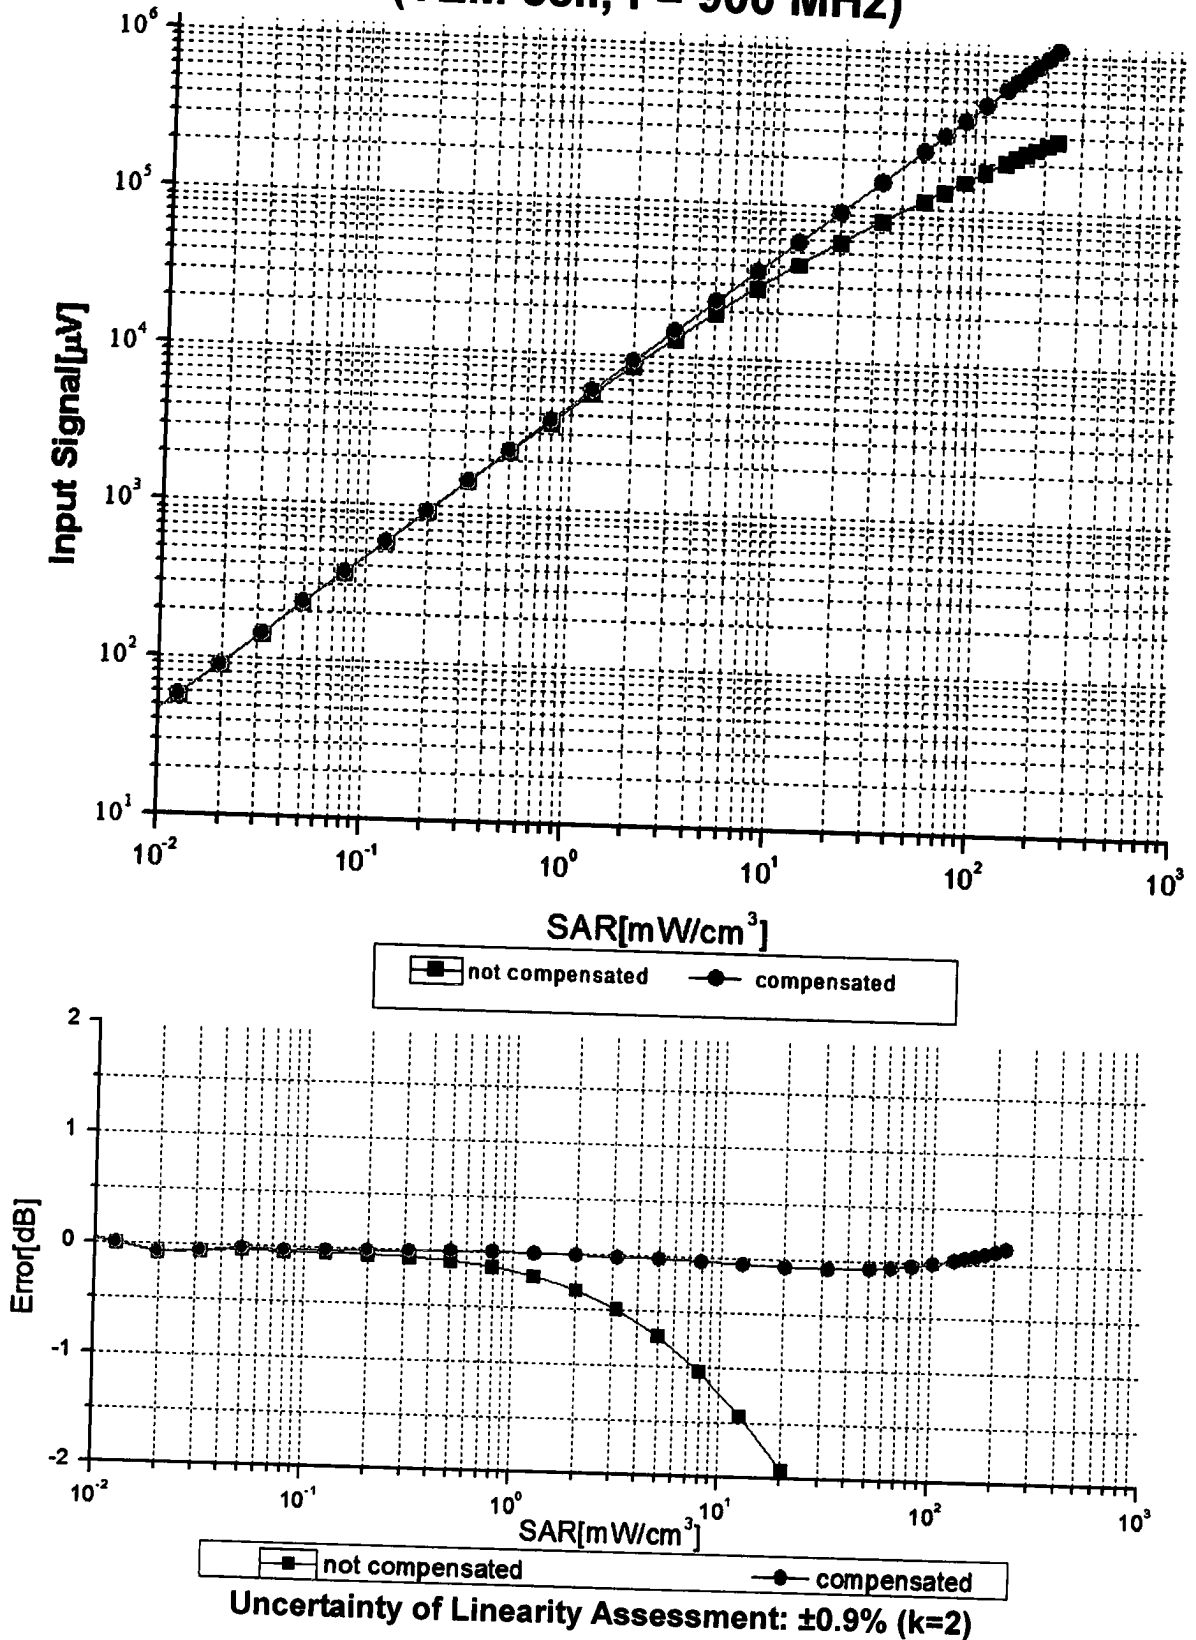 MHz)
10⁶
10⁵
10⁴
10³
10²
10¹
Input Signal[µV]
10⁻² 10⁻¹ 10⁰ 10¹ 10² 10³
SAR[mW/cm³]
not compensated compensated
2
1
0
-1
-2
Error[dB]
10⁻² 10⁻¹ 10⁰ 10¹ 10² 10³
SAR[mW/cm³]
not compensated compensated
Uncertainty of Linearity Assessment: ±0.9% (k=2)